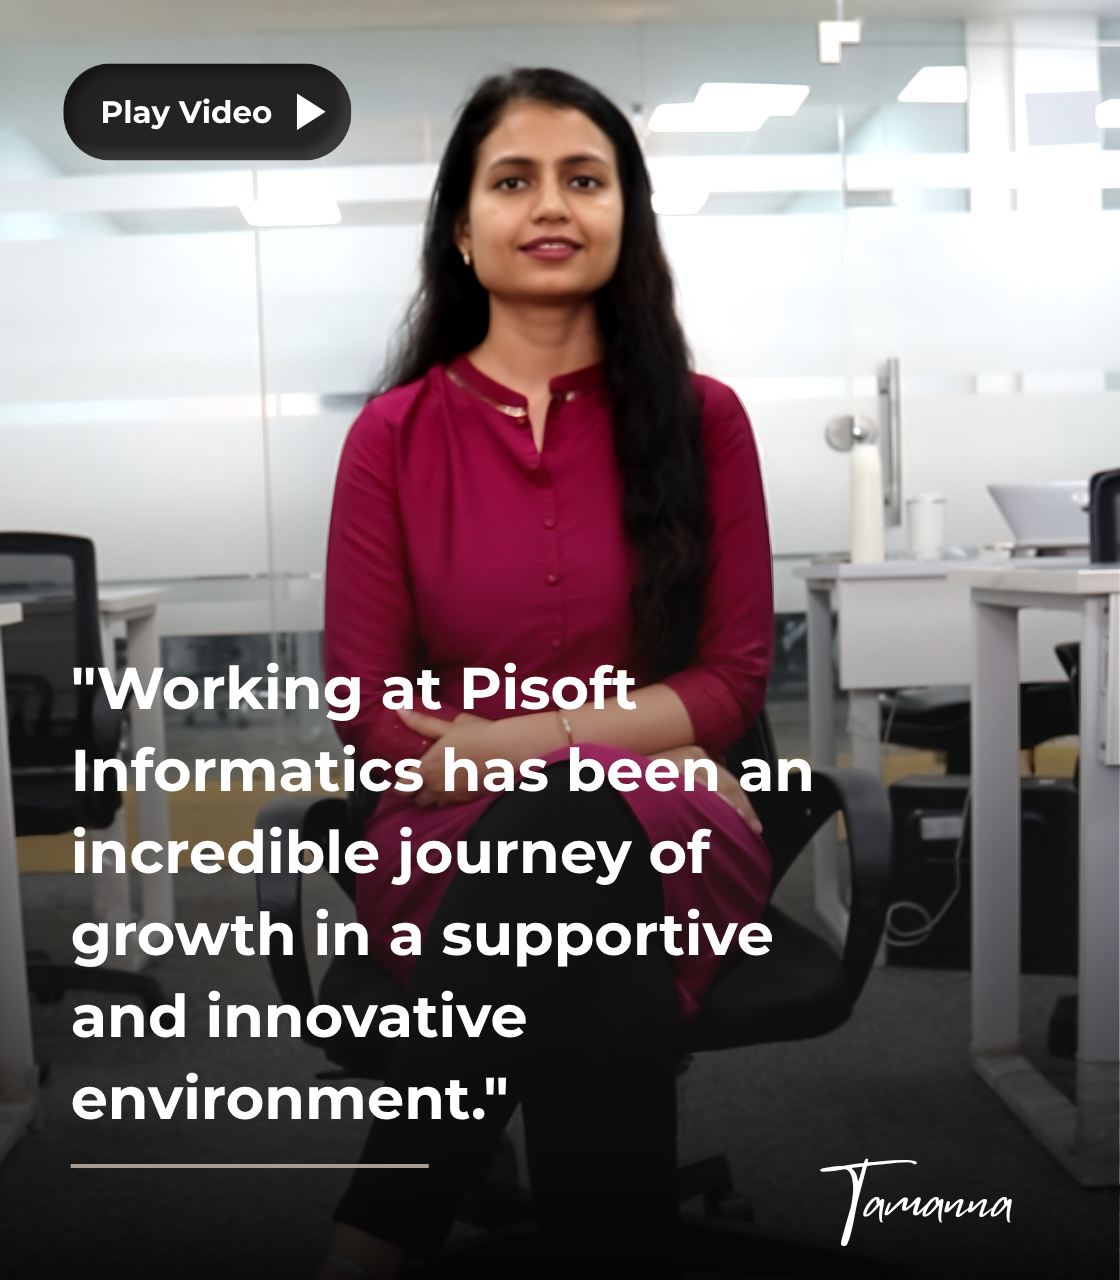 Play Video
"Working at Pisoft
Informatics has been an
incredible journey of
growth in a supportive
and innovative
environment."
Tamanna